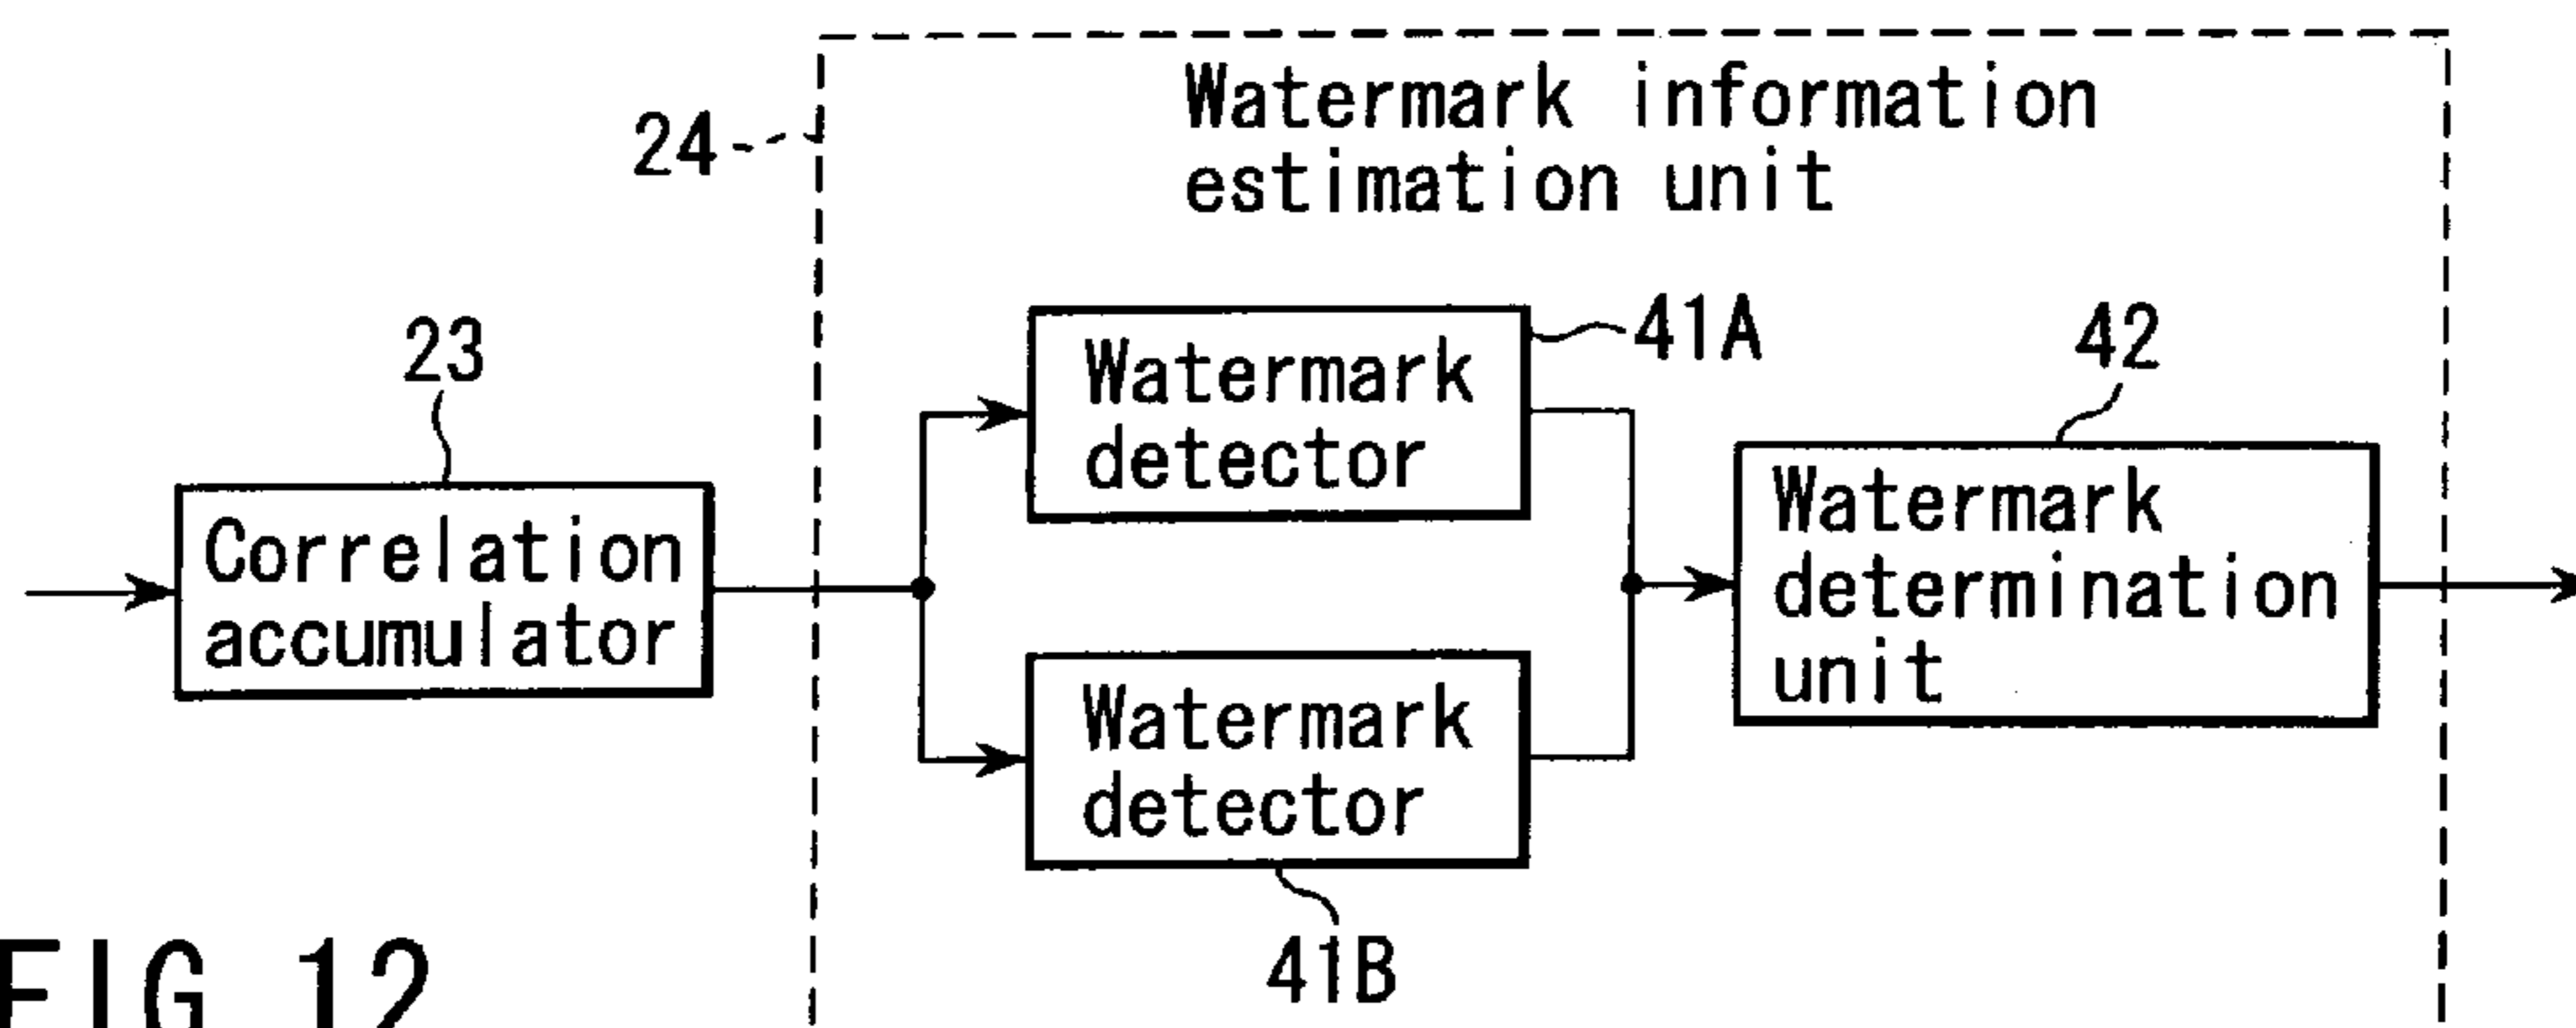 Watermark information
estimation unit
24
23
41A
42
Watermark
detector
Correlation
accumulator
Watermark
determination
unit
Watermark
detector
41B
FIG. 12